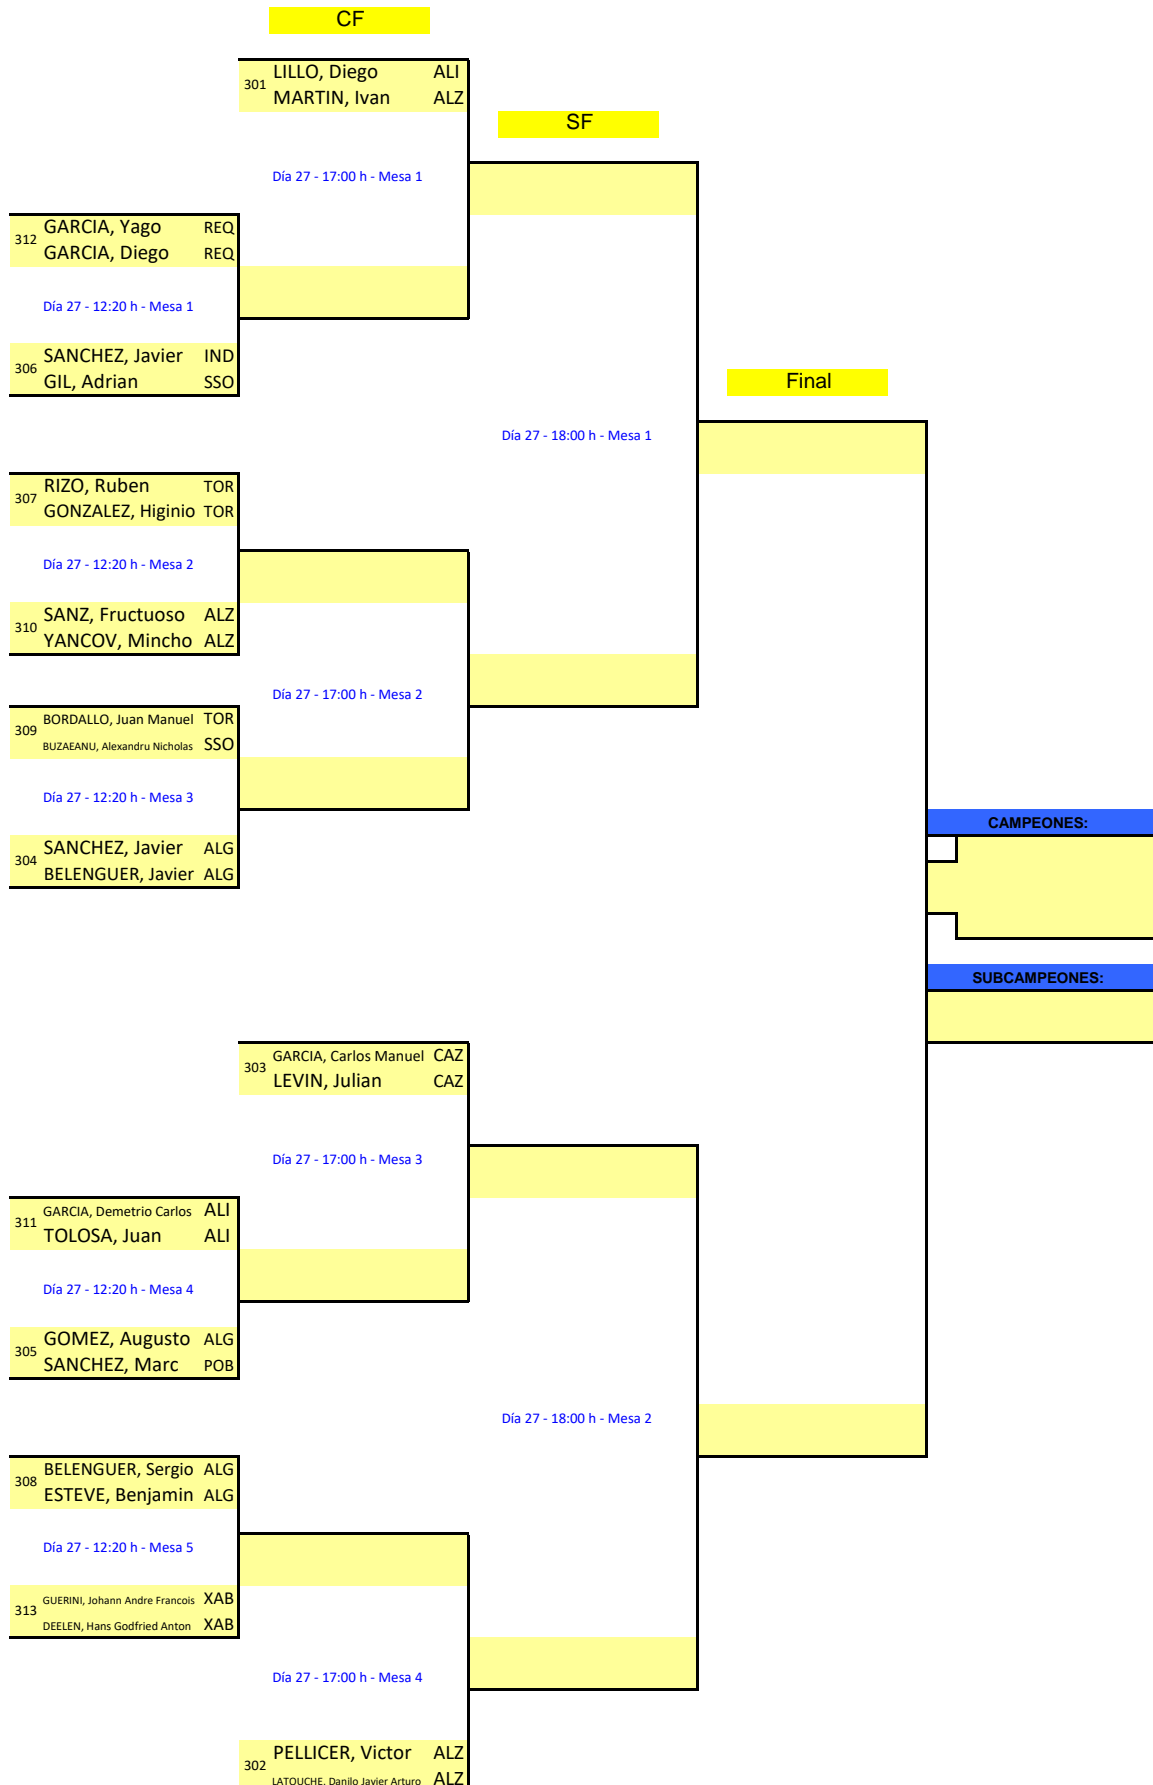 CF
301 LILLO, Diego ALI
MARTIN, Ivan ALZ
SF
Día 27 - 17:00 h - Mesa 1
312 GARCIA, Yago REQ
GARCIA, Diego REQ
Día 27 - 12:20 h - Mesa 1
306 SANCHEZ, Javier IND
GIL, Adrian SSO
Final
Día 27 - 18:00 h - Mesa 1
307 RIZO, Ruben TOR
GONZALEZ, Higinio TOR
Día 27 - 12:20 h - Mesa 2
310 SANZ, Fructuoso ALZ
YANCOV, Mincho ALZ
Día 27 - 17:00 h - Mesa 2
309 BORDALLO, Juan Manuel TOR
BUZAEANU, Alexandru Nicholas SSO
Día 27 - 12:20 h - Mesa 3
CAMPEONES:
304 SANCHEZ, Javier ALG
BELENGUER, Javier ALG
SUBCAMPEONES:
303 GARCIA, Carlos Manuel CAZ
LEVIN, Julian CAZ
Día 27 - 17:00 h - Mesa 3
311 GARCIA, Demetrio Carlos ALI
TOLOSA, Juan ALI
Día 27 - 12:20 h - Mesa 4
305 GOMEZ, Augusto ALG
SANCHEZ, Marc POB
Día 27 - 18:00 h - Mesa 2
308 BELENGUER, Sergio ALG
ESTEVE, Benjamin ALG
Día 27 - 12:20 h - Mesa 5
313 GUERINI, Johann Andre Francois XAB
DEELEN, Hans Godfried Anton XAB
Día 27 - 17:00 h - Mesa 4
302 PELLICER, Victor ALZ
LATOUCHE, Danilo Javier Arturo ALZ